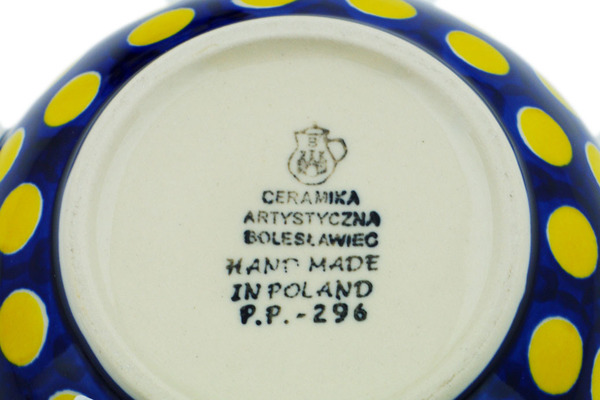 CERAMIKA
ARTYSTYCZNA
BOLESŁAWIEC
HAND MADE
IN POLAND
P.P.-296